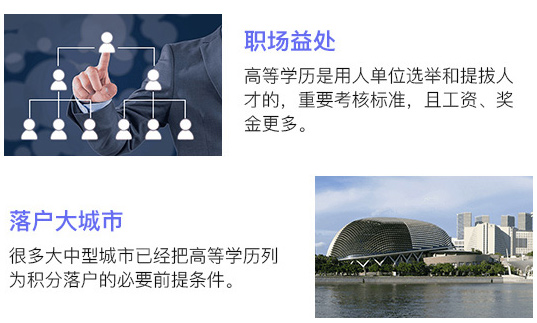 职场益处
高等学历是用人单位选举和提拔人
才的，重要考核标准，且工资、奖
金更多。
落户大城市
很多大中型城市已经把高等学历列
为积分落户的必要前提条件。